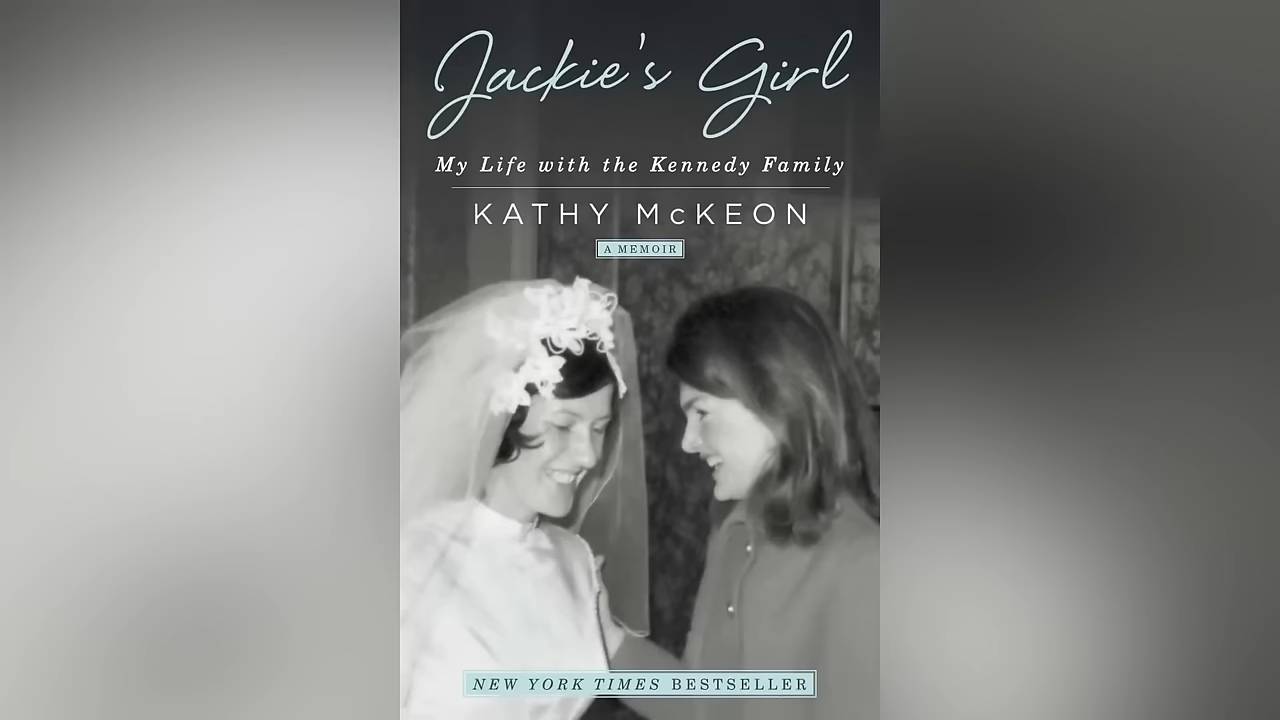 Jackie's Girl
My Life with the Kennedy Family
KATHY McKEON
A MEMOIR
NEW YORK TIMES BESTSELLER